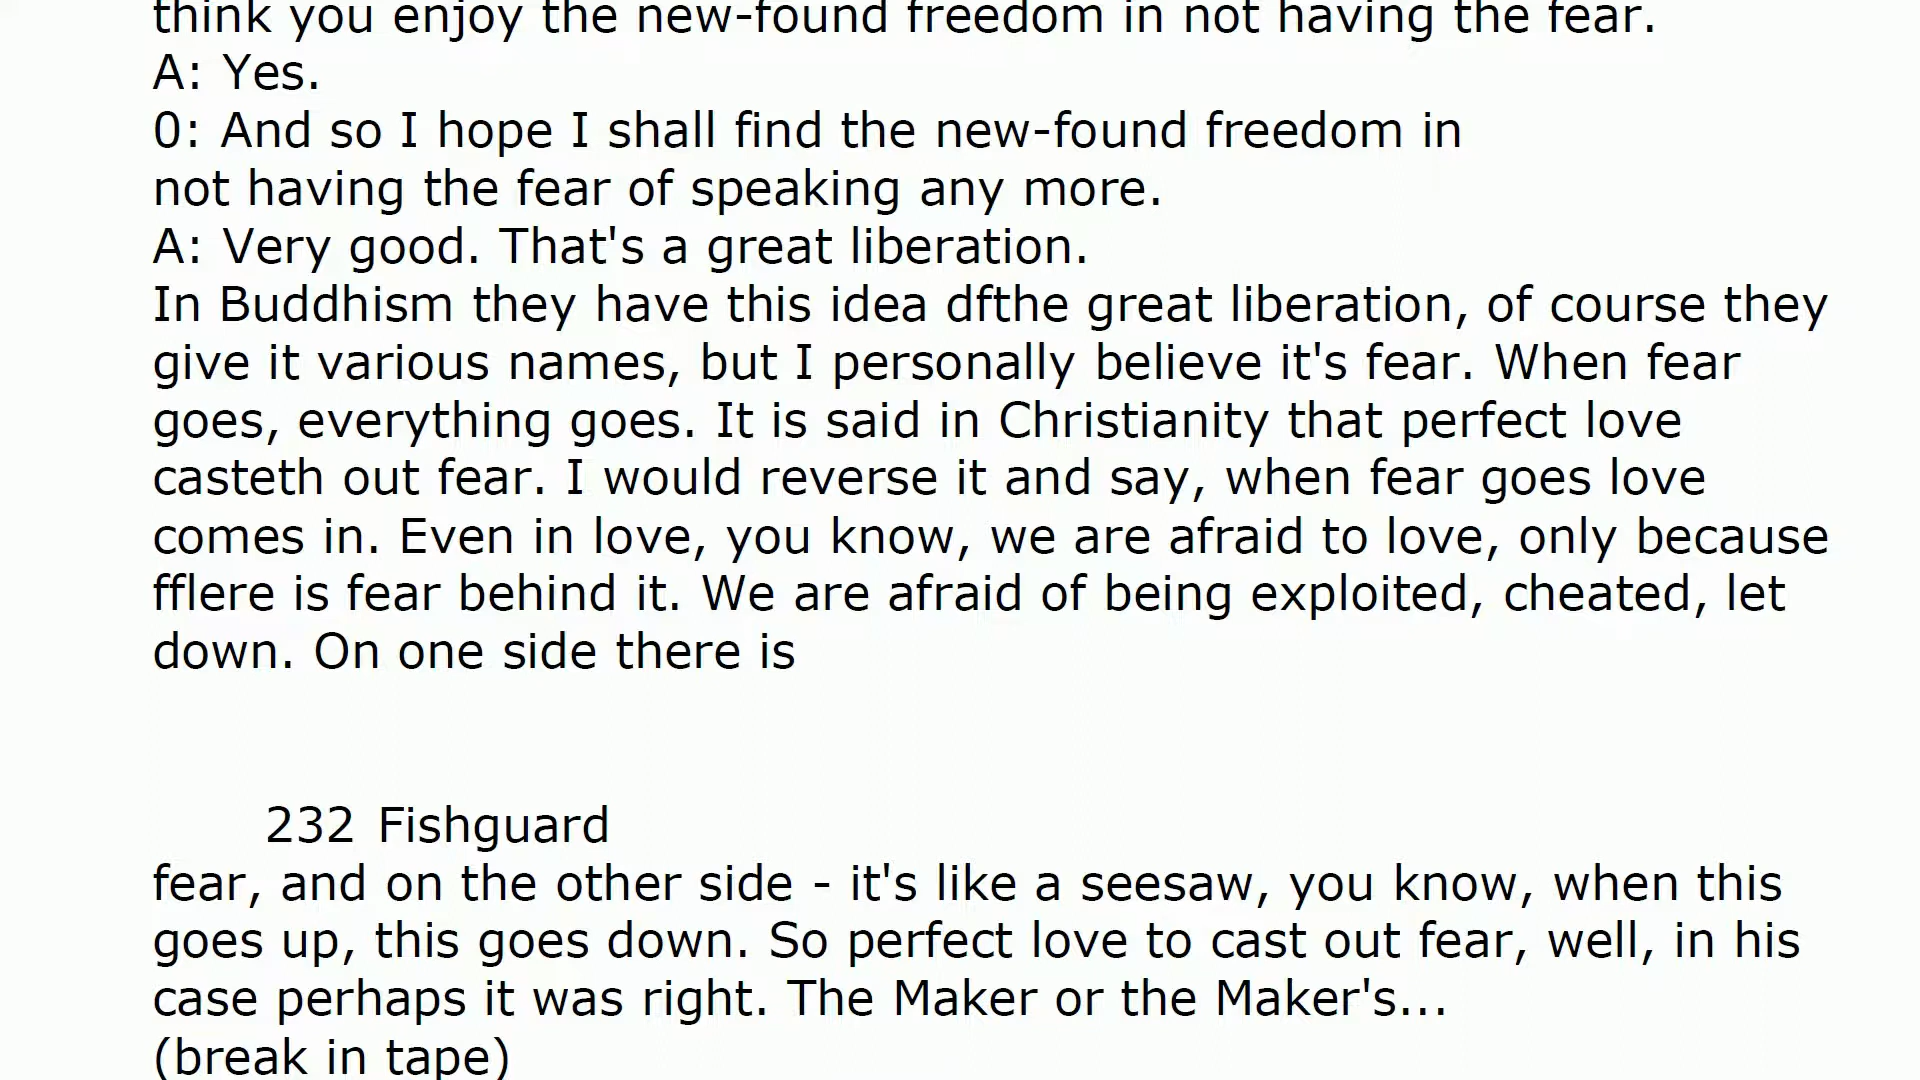 think you enjoy the new-found freedom in not having the fear.
A: Yes.
0: And so I hope I shall find the new-found freedom in
not having the fear of speaking any more.
A: Very good. That's a great liberation.
In Buddhism they have this idea dfthe great liberation, of course they
give it various names, but I personally believe it's fear. When fear
goes, everything goes. It is said in Christianity that perfect love
casteth out fear. I would reverse it and say, when fear goes love
comes in. Even in love, you know, we are afraid to love, only because
fflere is fear behind it. We are afraid of being exploited, cheated, let
down. On one side there is
232 Fishguard
fear, and on the other side - it's like a seesaw, you know, when this
goes up, this goes down. So perfect love to cast out fear, well, in his
case perhaps it was right. The Maker or the Maker's...
(break in tape)